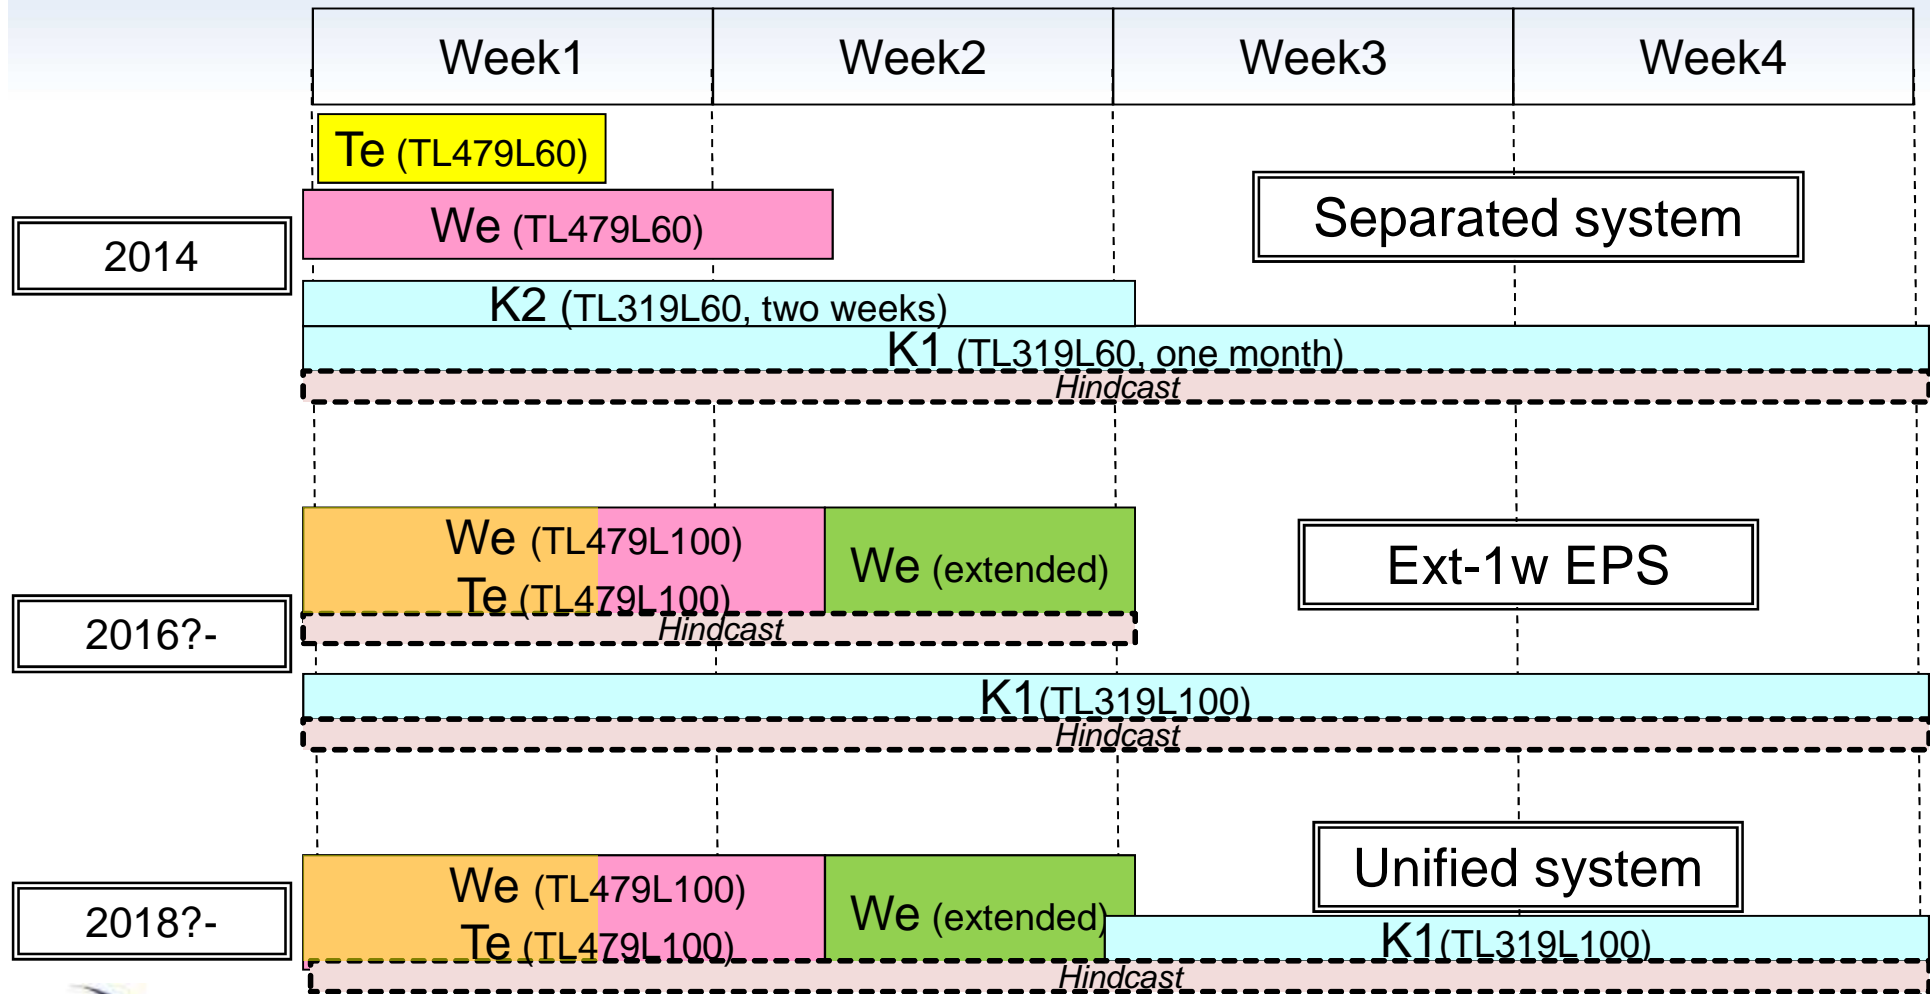 Week1 Week2 Week3 Week4
Te (TL479L60)
We (TL479L60)
Separated system
2014
K2 (TL319L60, two weeks)
K1 (TL319L60, one month)
Hindcast
We (TL479L100)
Te (TL479L100)
We (extended)
Ext-1w EPS
Hindcast
2016?-
K1(TL319L100)
Hindcast
Unified system
We (TL479L100)
Te (TL479L100)
We (extended)
2018?-
K1(TL319L100)
Hindcast